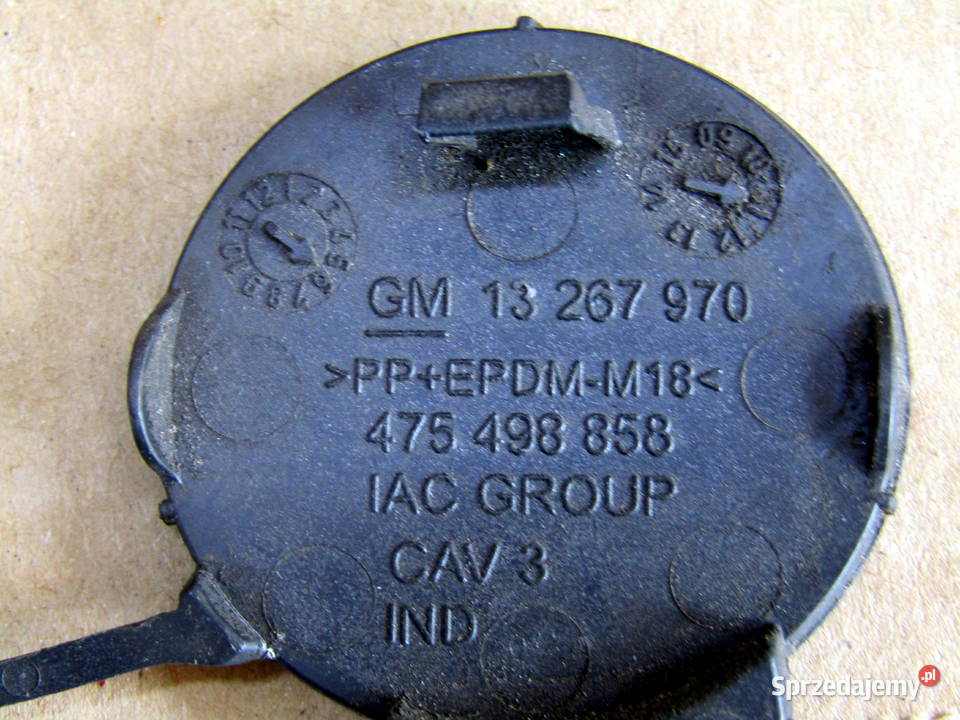 GM 13 267 970
>PP+EPDM-M18<
475 498 858
IAC GROUP
CAV 3
IND
Sprzedajemy.pl